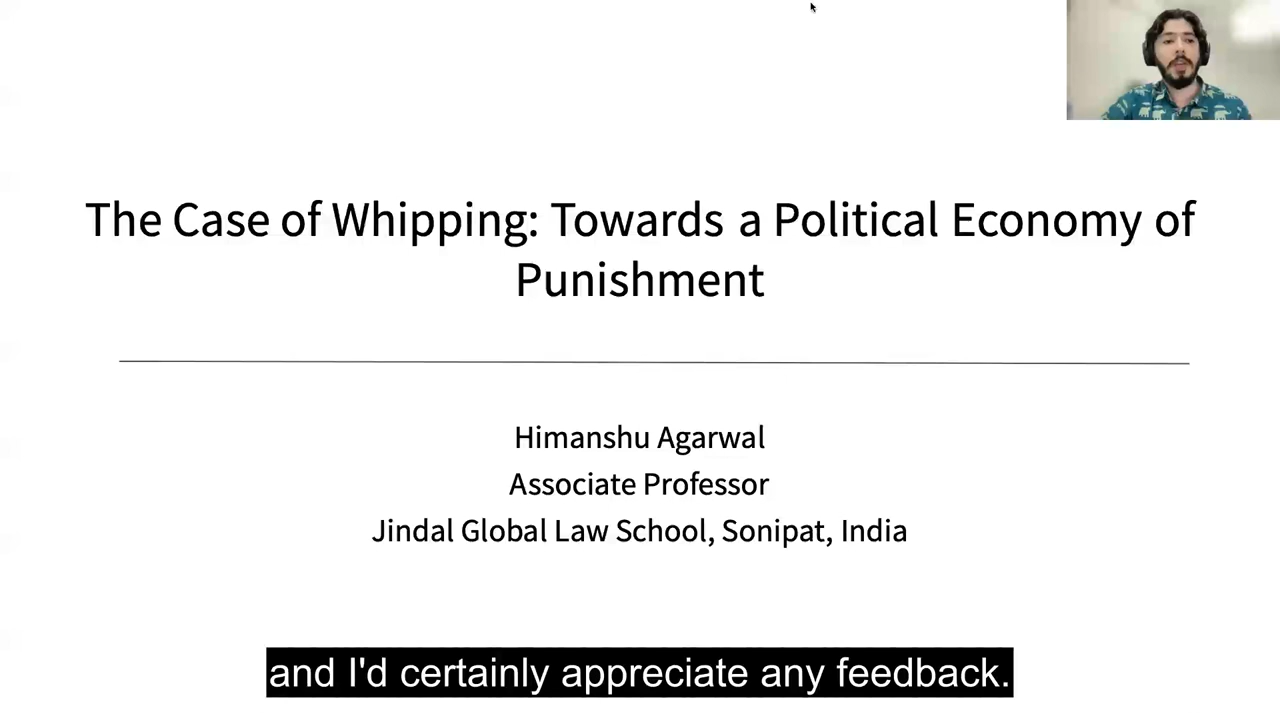 The Case of Whipping: Towards a Political Economy of
Punishment
Himanshu Agarwal
Associate Professor
Jindal Global Law School, Sonipat, India
and I'd certainly appreciate any feedback.